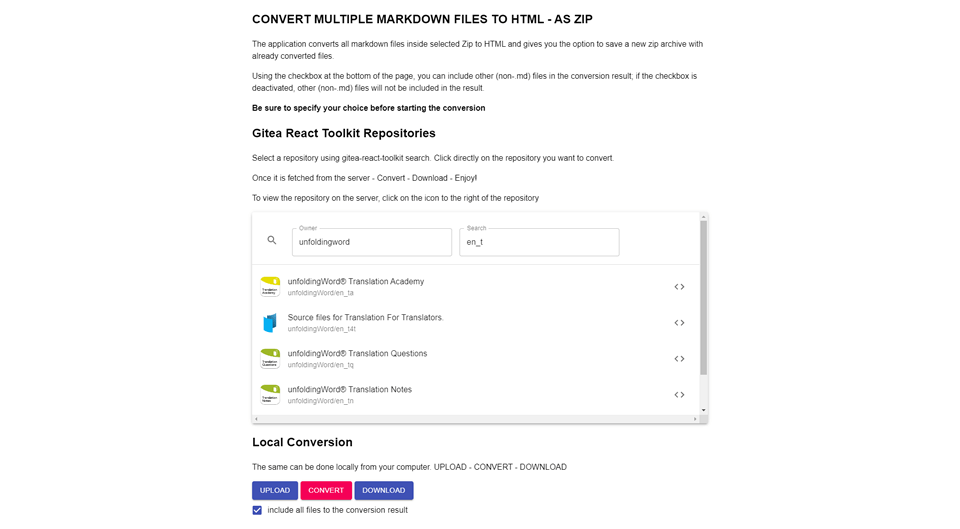 CONVERT MULTIPLE MARKDOWN FILES TO HTML - AS ZIP
The application converts all markdown files inside selected Zip to HTML and gives you the option to save a new zip archive with
already converted files.
Using the checkbox at the bottom of the page, you can include other (non-.md) files in the conversion result; if the checkbox is
deactivated, other (non-.md) files will not be included in the result.
Be sure to specify your choice before starting the conversion
Gitea React Toolkit Repositories
Select a repository using gitea-react-toolkit search. Click directly on the repository you want to convert.
Once it is fetched from the server - Convert - Download - Enjoy!
To view the repository on the server, click on the icon to the right of the repository
Owner
unfoldingword
Search
en_t
Translation
Academy
unfoldingWord® Translation Academy
unfoldingWord/en_ta
Source files for Translation For Translators.
unfoldingWord/en_t4t
Translation
Questions
unfoldingWord® Translation Questions
unfoldingWord/en_tq
Translation
Notes
unfoldingWord® Translation Notes
unfoldingWord/en_tn
Local Conversion
The same can be done locally from your computer. UPLOAD - CONVERT - DOWNLOAD
UPLOAD
CONVERT
DOWNLOAD
include all files to the conversion result